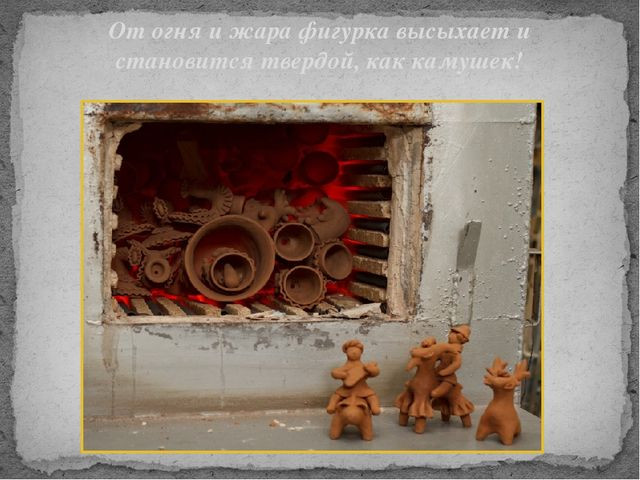 От огня и жара фигурка высыхает и
становится твердой, как камушек!